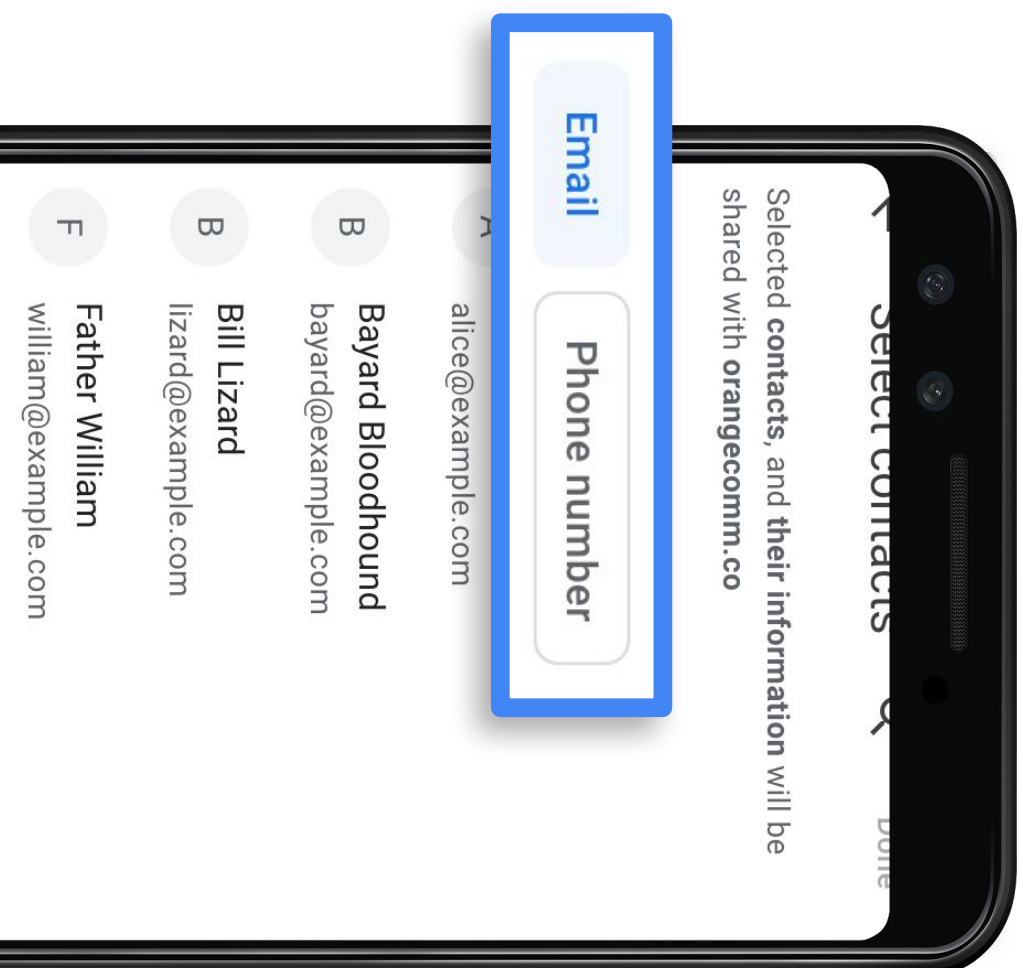 Select contacts
Done
Selected contacts, and their information will be
shared with orangecomm.co
Email
Phone number
A
alice@example.com
B
Bayard Bloodhound
bayard@example.com
B
Bill Lizard
lizard@example.com
F
Father William
william@example.com